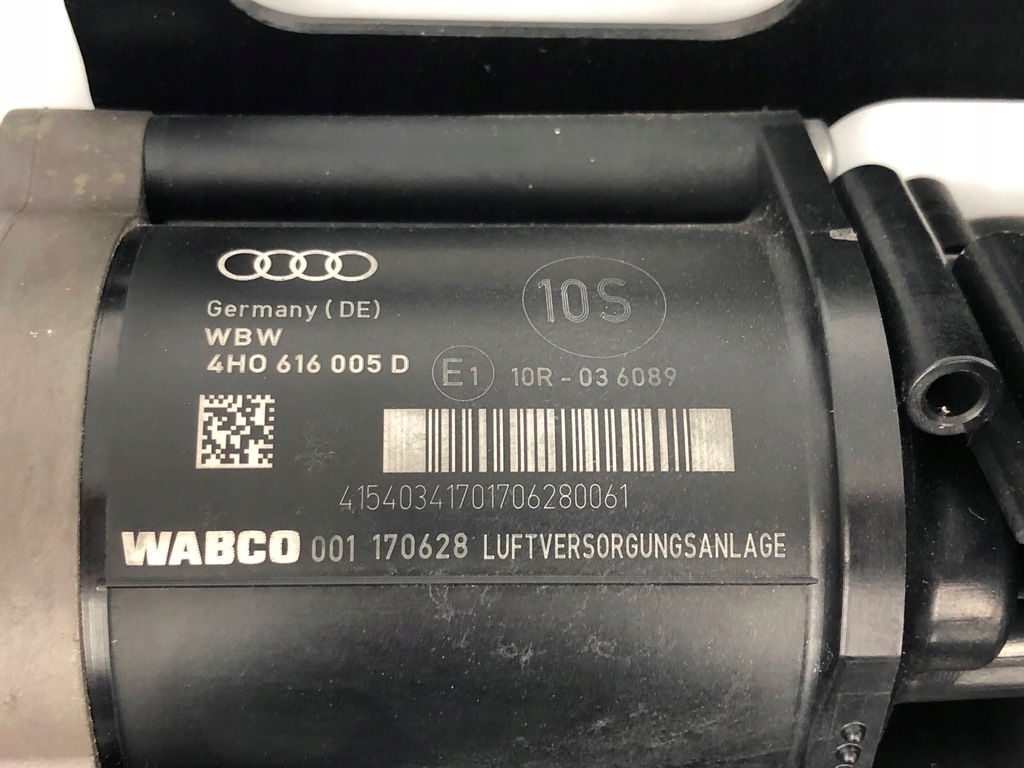 10S
Germany (DE)
WBW
4H0 616 005 D
E1 10R - 03 6089
41540341701706280061
WABCO 001 170628 LUFTVERSORGUNGSANLAGE